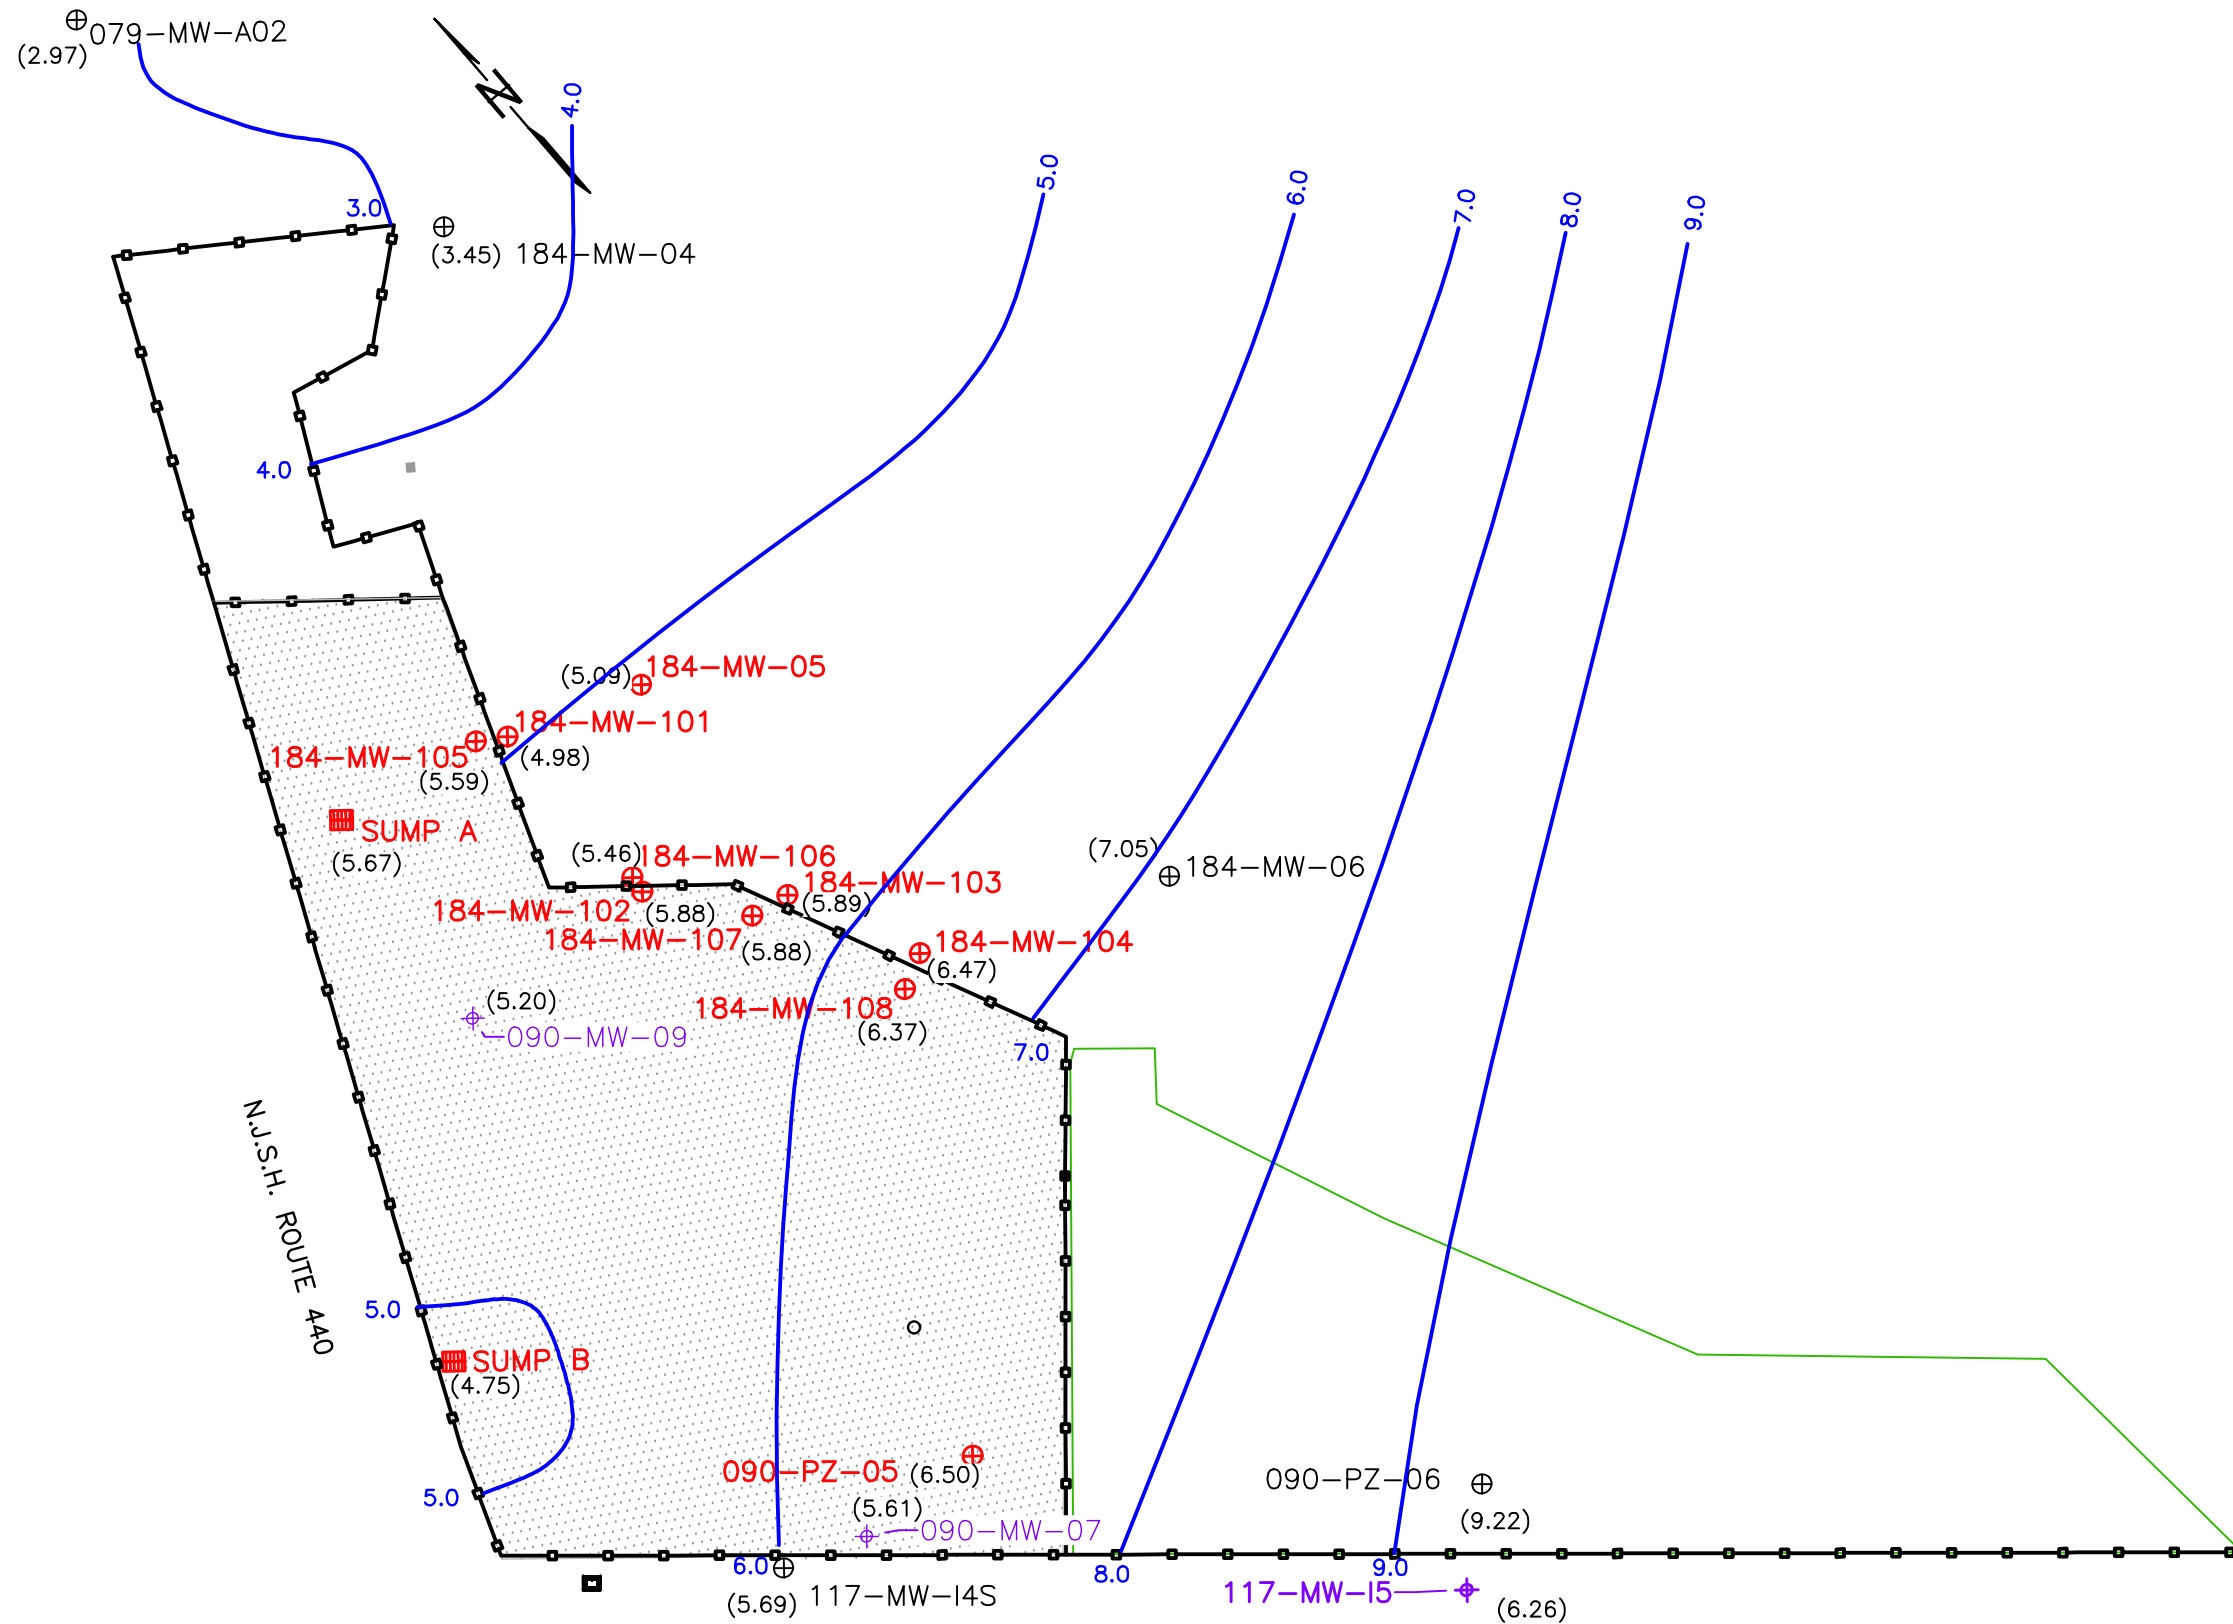 079-MW-A02
(2.97)
N
4.0
5.0
6.0
7.0
8.0
9.0
3.0
(3.45) 184-MW-04
4.0
(5.09) 184-MW-05
184-MW-101
184-MW-105
(4.98)
(5.59)
SUMP A
(5.67)
(5.46) 184-MW-106
(7.05) 184-MW-06
184-MW-103
(5.89)
184-MW-102 (5.88)
184-MW-107
(5.88)
184-MW-104
(6.47)
184-MW-108
(6.37)
(5.20)
090-MW-09
7.0
N.J.S.H. ROUTE 440
5.0
SUMP B
(4.75)
5.0
090-PZ-05 (6.50)
090-PZ-06
(9.22)
(5.61)
090-MW-07
6.0
8.0
9.0
117-MW-I4S
(5.69)
117-MW-I5
(6.26)